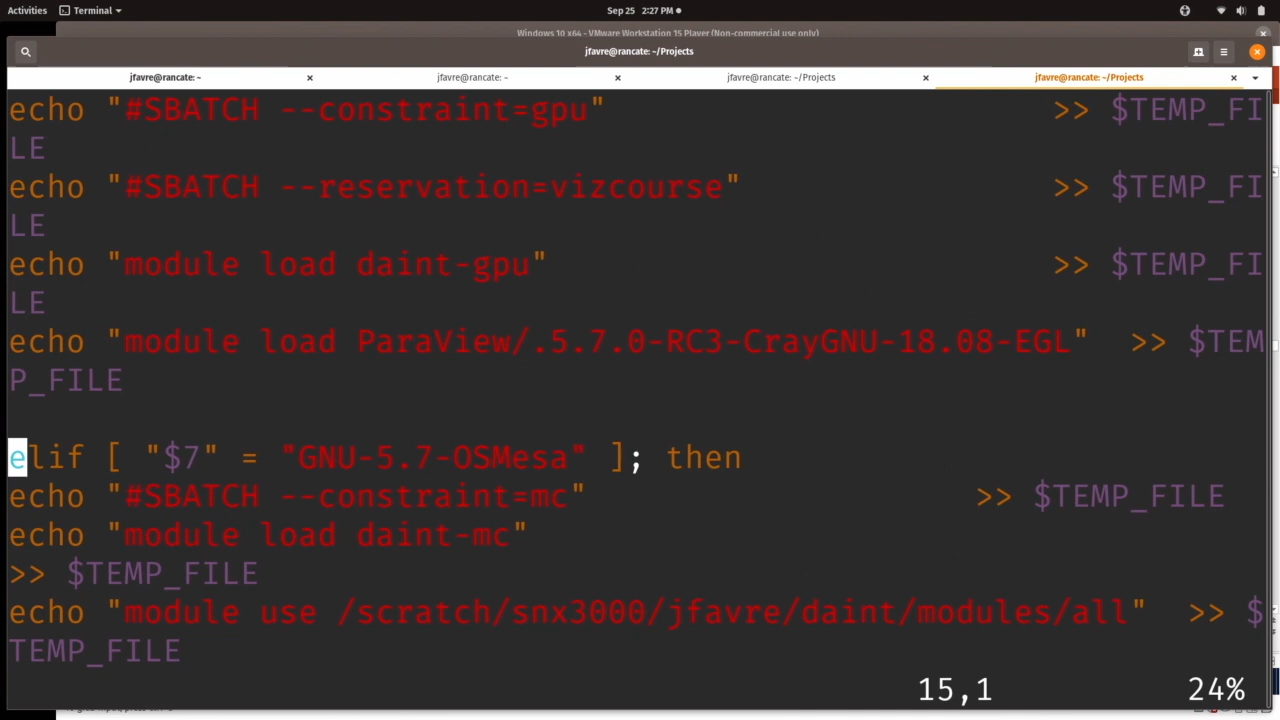 Activities Terminal Sep 25 2:27 PM
Windows 10 x64 - VMware Workstation 15 Player (Non-commercial use only)
jfavre@rancate: ~/Projects
jfavre@rancate: ~ jfavre@rancate: ~ jfavre@rancate: ~/Projects jfavre@rancate: ~/Projects
echo "#SBATCH --constraint=gpu" >> $TEMP_FI
LE
echo "#SBATCH --reservation=vizcourse" >> $TEMP_FI
LE
echo "module load daint-gpu" >> $TEMP_FI
LE
echo "module load ParaView/.5.7.0-RC3-CrayGNU-18.08-EGL" >> $TEM
P_FILE
elif [ "$7" = "GNU-5.7-OSMesa" ]; then
echo "#SBATCH --constraint=mc" >> $TEMP_FILE
echo "module load daint-mc"
>> $TEMP_FILE
echo "module use /scratch/snx3000/jfavre/daint/modules/all" >> $
TEMP_FILE
15,1 24%